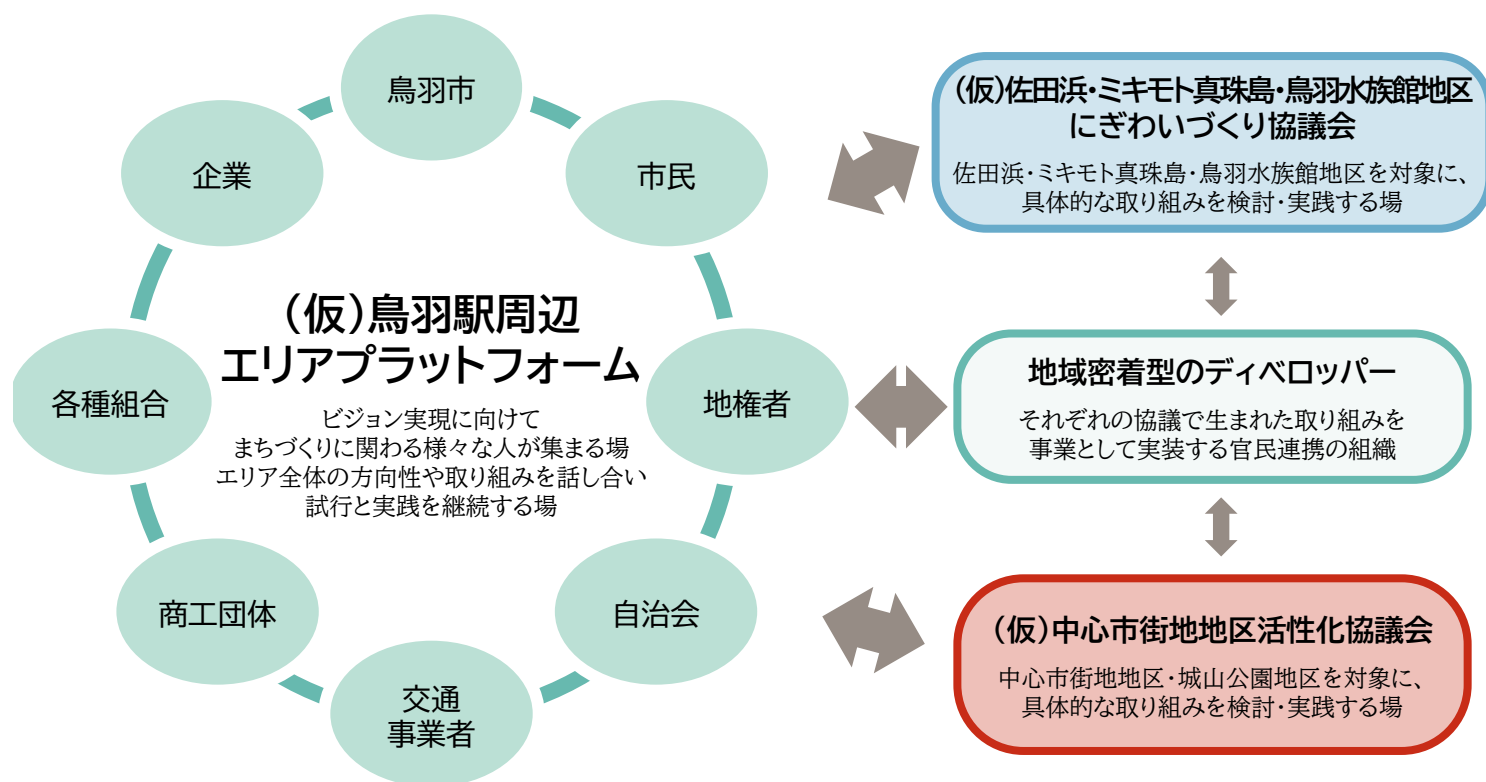 鳥羽市
企業
市民
各種組合
地権者
商工団体
自治会
交通
事業者
（仮）鳥羽駅周辺
エリアプラットフォーム
ビジョン実現に向けて
まちづくりに関わる様々な人が集まる場
エリア全体の方向性や取り組みを話し合い
試行と実践を継続する場
（仮）佐田浜・ミキモト真珠島・鳥羽水族館地区
にぎわいづくり協議会
佐田浜・ミキモト真珠島・鳥羽水族館地区を対象に、
具体的な取り組みを検討・実践する場
地域密着型のディベロッパー
それぞれの協議で生まれた取り組みを
事業として実装する官民連携の組織
（仮）中心市街地地区活性化協議会
中心市街地地区・城山公園地区を対象に、
具体的な取り組みを検討・実践する場